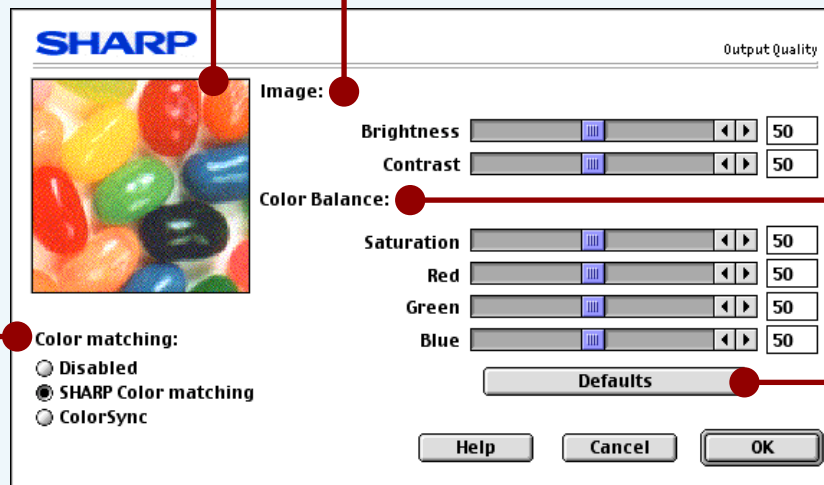 SHARP
Output Quality
Image:
Brightness 50
Contrast 50
Color Balance:
Saturation 50
Red 50
Green 50
Blue 50
Defaults
Color matching:
Disabled
SHARP Color matching
ColorSync
Help Cancel OK